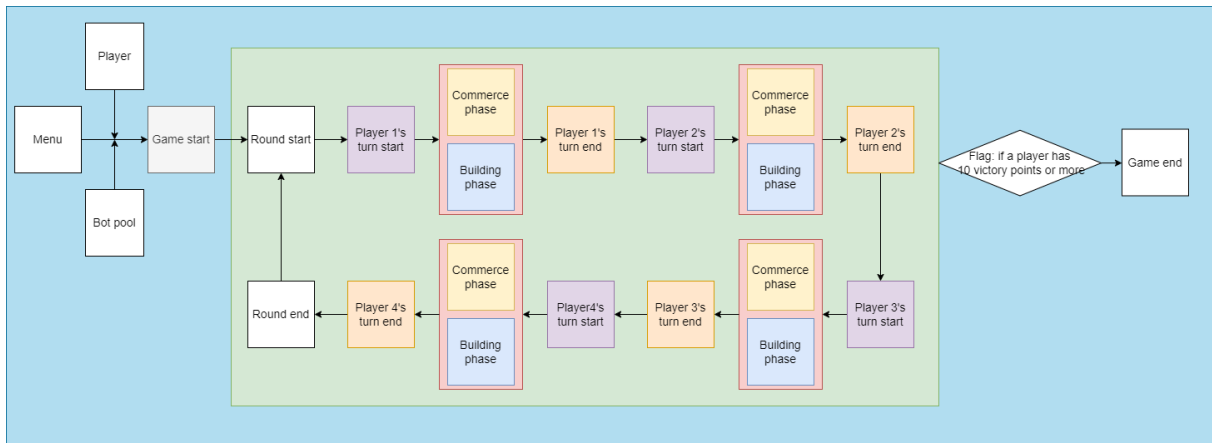 Player
Menu
Game start
Bot pool
Round start
Player 1's
turn start
Commerce
phase
Building
phase
Player 1's
turn end
Player 2's
turn start
Commerce
phase
Building
phase
Player 2's
turn end
Flag: if a player has
10 victory points or more
Game end
Player 3's
turn start
Commerce
phase
Building
phase
Player 3's
turn end
Player4's
turn start
Commerce
phase
Building
phase
Player 4's
turn end
Round end